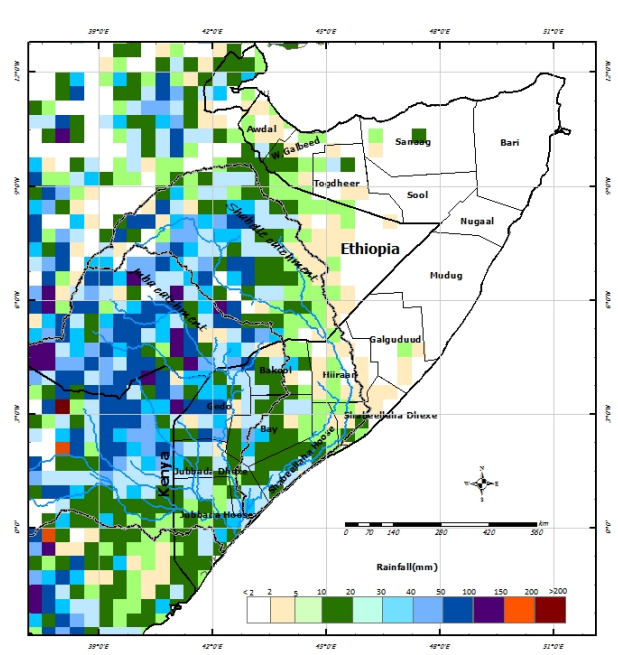 39°0'E 42°0'E 45°0'E 48°0'E 51°0'E
12°0'N 12°0'N
Awdal
W.Galbeed
Sanaag
Bari
9°0'N 9°0'N
Togdheer
Sool
Shabelle catchment
Nugaal
Ethiopia
Juba catchment
Mudug
6°0'N 6°0'N
Galguduud
Bakool
Hiiraan
Gedo
Shabeellaha Dhexe
3°0'N 3°0'N
Bay
Shabeellaha Hoose
Kenya
Jubbada Dhexe
N
W E
S
Jubbada Hoose
0°0' 0°0'
km
0 70 140 280 420 560
Rainfall(mm)
< 2 2 5 10 20 30 40 50 100 150 200 >200
39°0'E 42°0'E 45°0'E 48°0'E 51°0'E